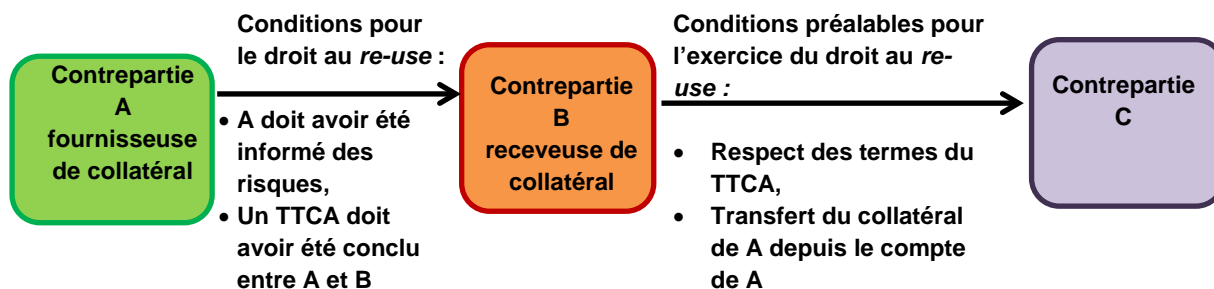 Contrepartie
A
fournisseuse
de collatéral
Conditions pour
le droit au re-use :
• A doit avoir été
informé des
risques,
• Un TTCA doit
avoir été conclu
entre A et B
Contrepartie
B
receveuse de
collatéral
Conditions préalables pour
l’exercice du droit au re-
use :
• Respect des termes du
TTCA,
• Transfert du collatéral
de A depuis le compte
de A
Contrepartie
C